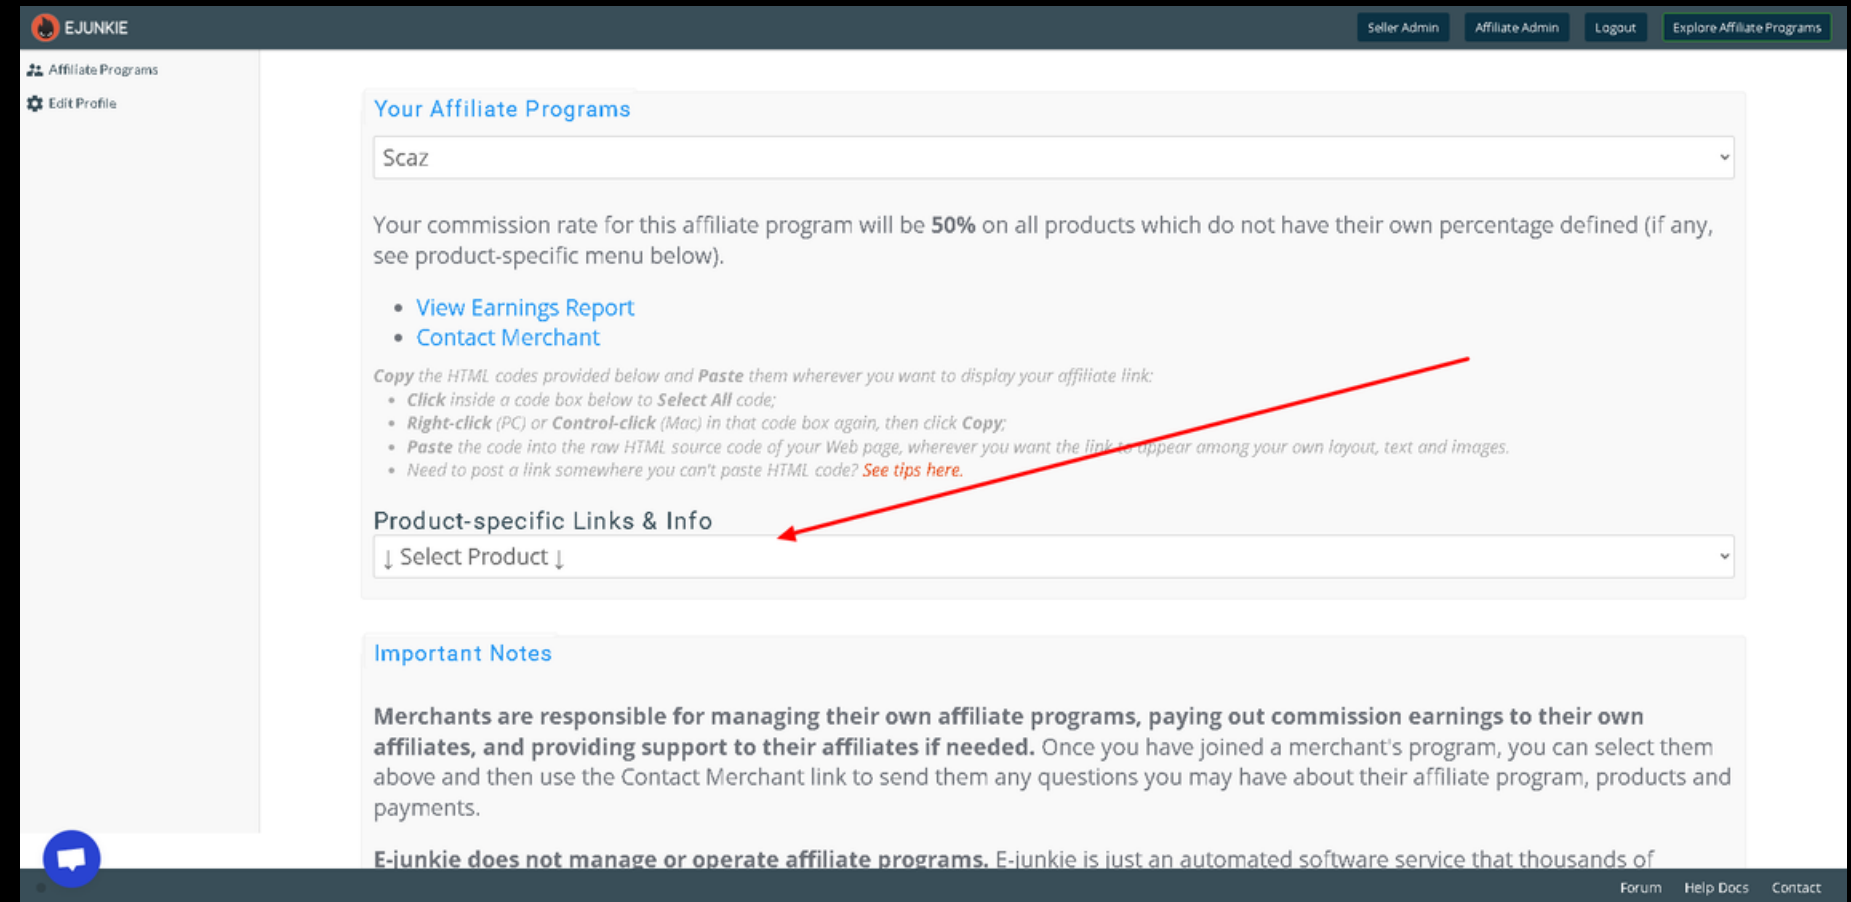 EJUNKIE
Seller Admin
Affiliate Admin
Logout
Explore Affiliate Programs
Affiliate Programs
Edit Profile
Your Affiliate Programs
Scaz
Your commission rate for this affiliate program will be 50% on all products which do not have their own percentage defined (if any,
see product-specific menu below).
• View Earnings Report
• Contact Merchant
Copy the HTML codes provided below and Paste them wherever you want to display your affiliate link:
• Click inside a code box below to Select All code;
• Right-click (PC) or Control-click (Mac) in that code box again, then click Copy;
• Paste the code into the raw HTML source code of your Web page, wherever you want the link to appear among your own layout, text and images.
• Need to post a link somewhere you can't paste HTML code? See tips here.
Product-specific Links & Info
↓ Select Product ↓
Important Notes
Merchants are responsible for managing their own affiliate programs, paying out commission earnings to their own
affiliates, and providing support to their affiliates if needed. Once you have joined a merchant's program, you can select them
above and then use the Contact Merchant link to send them any questions you may have about their affiliate program, products and
payments.
E-junkie does not manage or operate affiliate programs. E-junkie is just an automated software service that thousands of
Forum
Help Docs
Contact